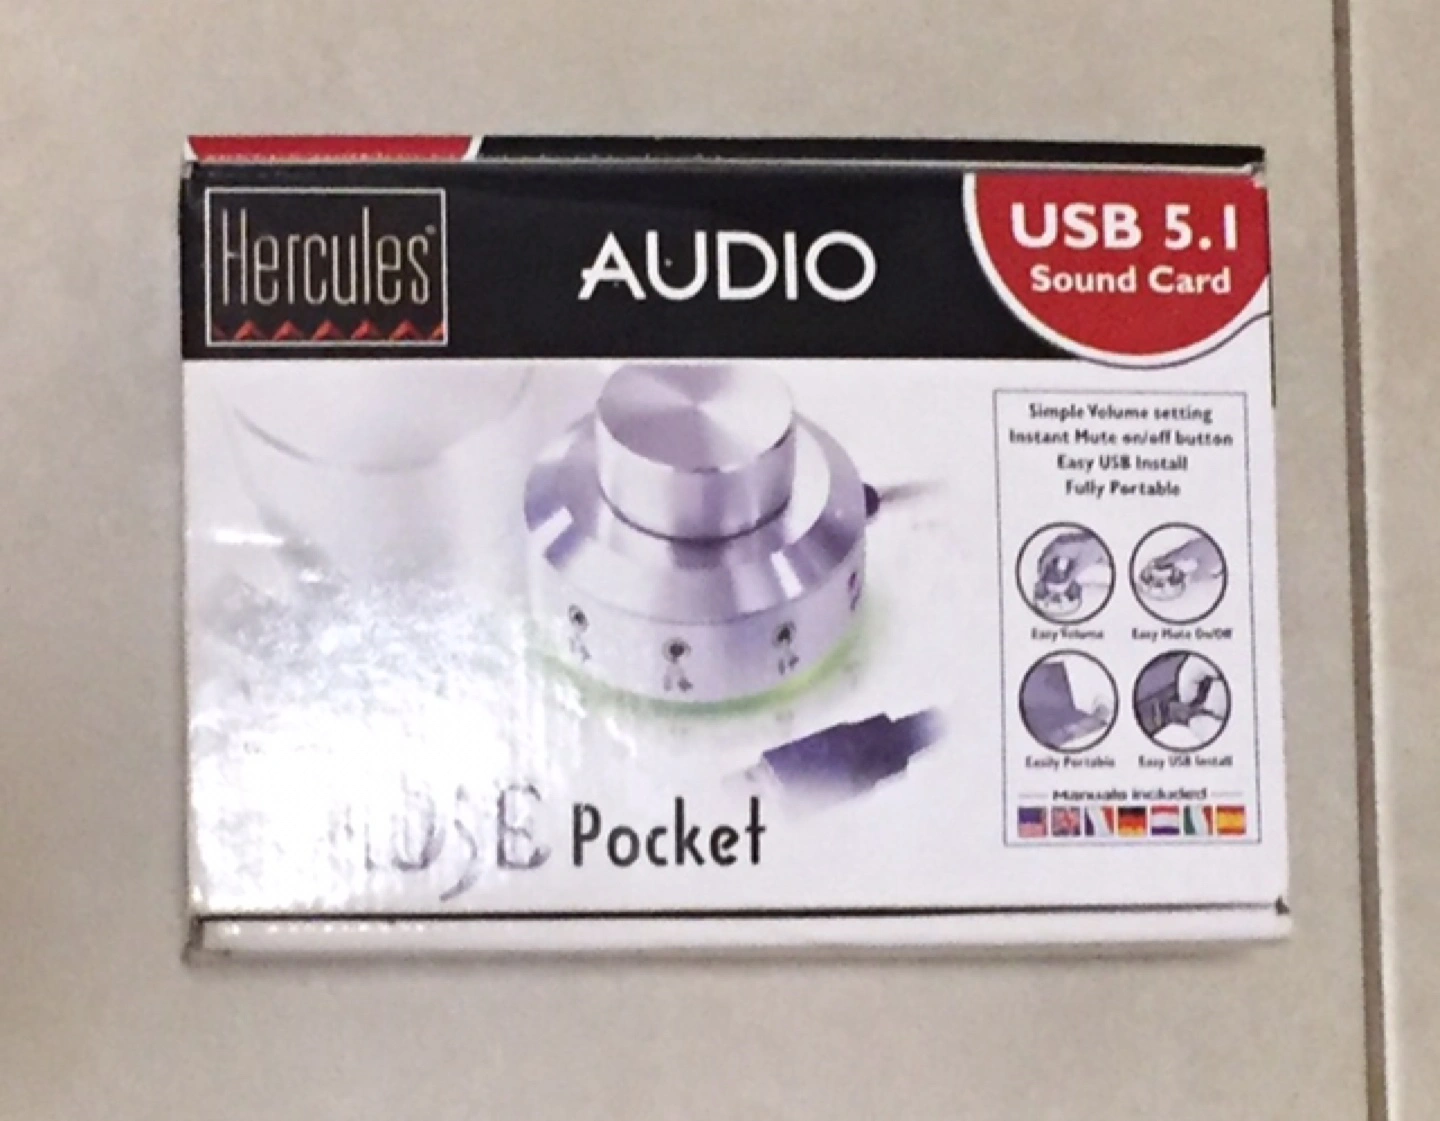 Hercules®
AUDIO
USB 5.1
Sound Card
Simple Volume setting
Instant Mute on/off button
Easy USB Install
Fully Portable
Easy Volume
Easy Mute On/Off
Easily Portable
Easy USB Install
Manuals included
Pocket